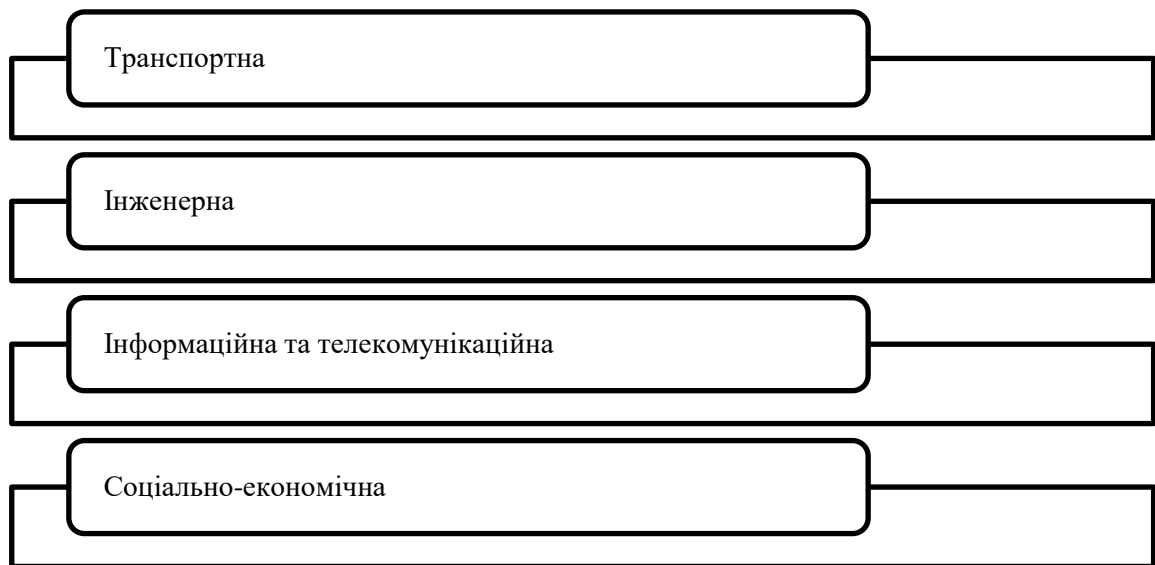 Транспортна
Інженерна
Інформаційна та телекомунікаційна
Соціально-економічна